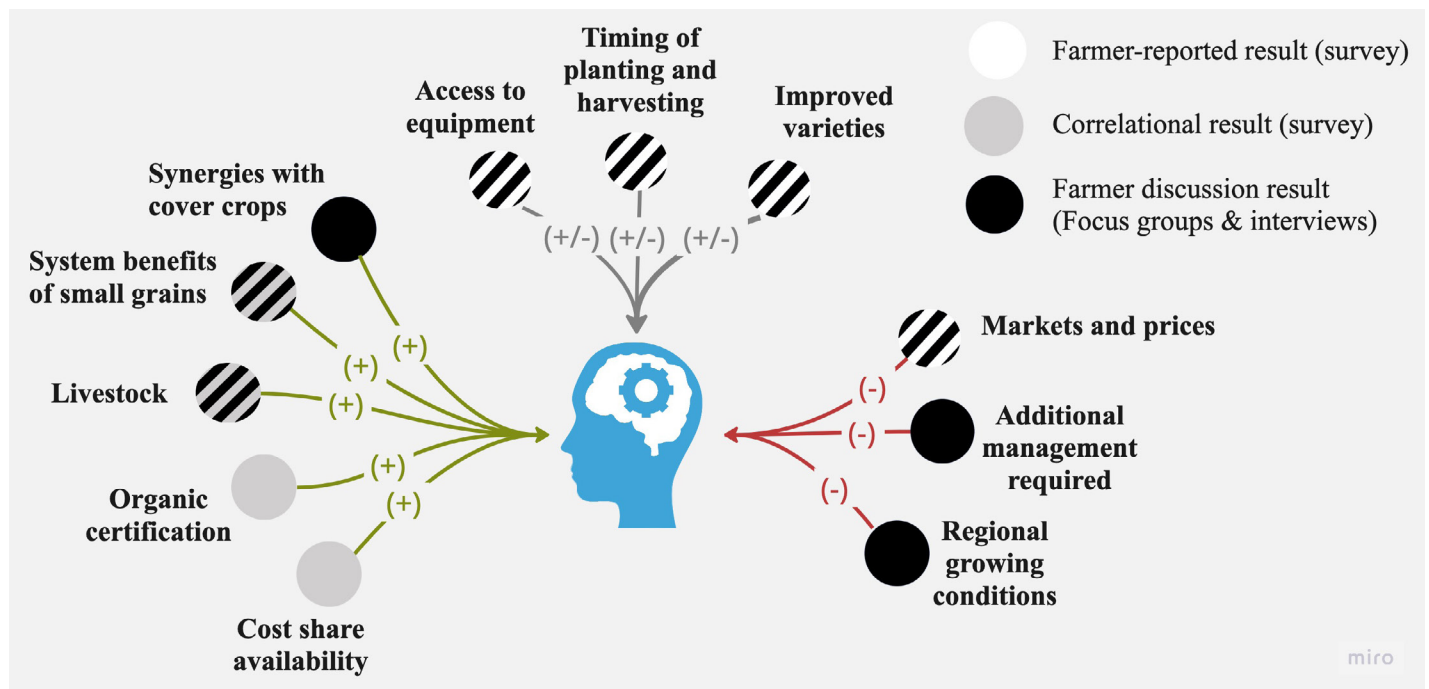 Timing of
planting and
harvesting
Access to
equipment
Improved
varieties
Farmer-reported result (survey)
Correlational result (survey)
Farmer discussion result
(Focus groups & interviews)
Synergies with
cover crops
System benefits
of small grains
Livestock
Organic
certification
Cost share
availability
(+/-) (+/-) (+/-)
(+)
(+)
(+)
(+)
(+)
Markets and prices
Additional
management
required
Regional
growing
conditions
(-)
(-)
(-)
miro